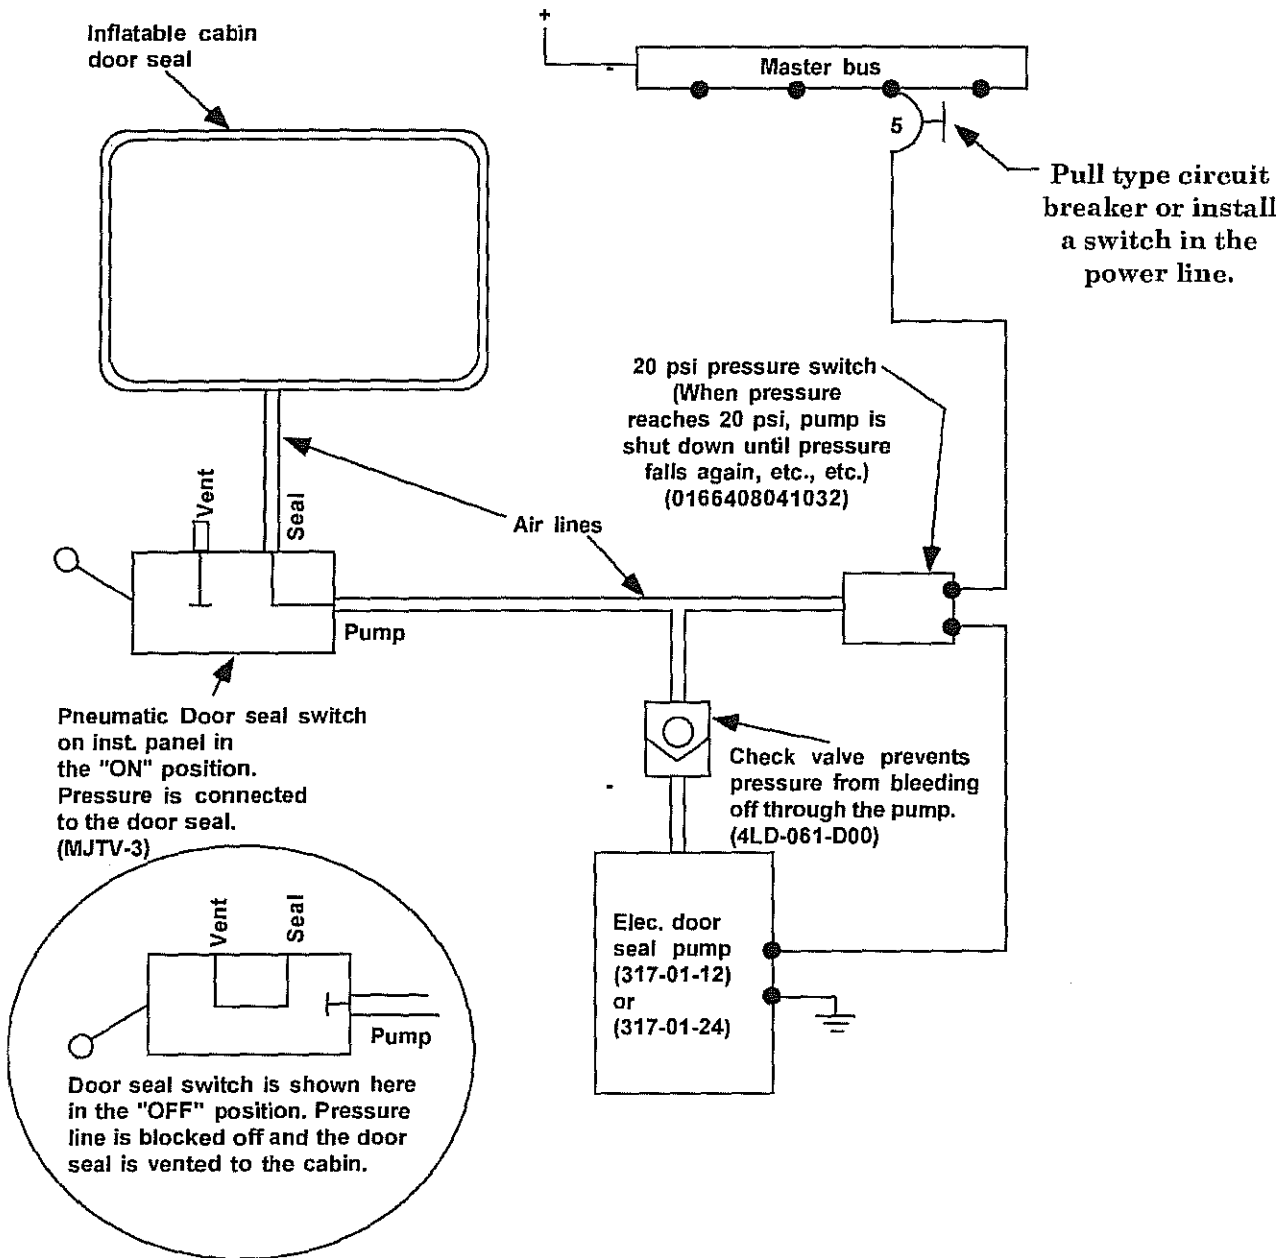 Inflatable cabin
door seal
+
-
Master bus
5
Pull type circuit
breaker or install
a switch in the
power line.
20 psi pressure switch
(When pressure
reaches 20 psi, pump is
shut down until pressure
falls again, etc., etc.)
(0166408041032)
Vent
Seal
Air lines
Pump
Pneumatic Door seal switch
on inst. panel in
the "ON" position.
Pressure is connected
to the door seal.
(MJTV-3)
Check valve prevents
pressure from bleeding
off through the pump.
(4LD-061-D00)
Elec. door
seal pump
(317-01-12)
or
(317-01-24)
Vent
Seal
Pump
Door seal switch is shown here
in the "OFF" position. Pressure
line is blocked off and the door
seal is vented to the cabin.